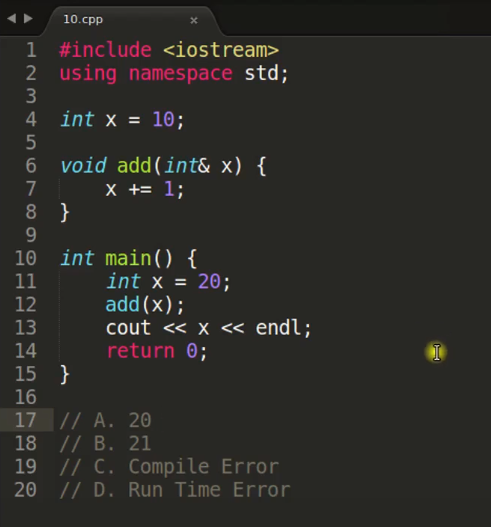 10.cpp ×
1 #include <iostream>
2 using namespace std;
3
4 int x = 10;
5
6 void add(int& x) {
7     x += 1;
8 }
9
10 int main() {
11     int x = 20;
12     add(x);
13     cout << x << endl;
14     return 0;
15 }
16
17 // A. 20
18 // B. 21
19 // C. Compile Error
20 // D. Run Time Error